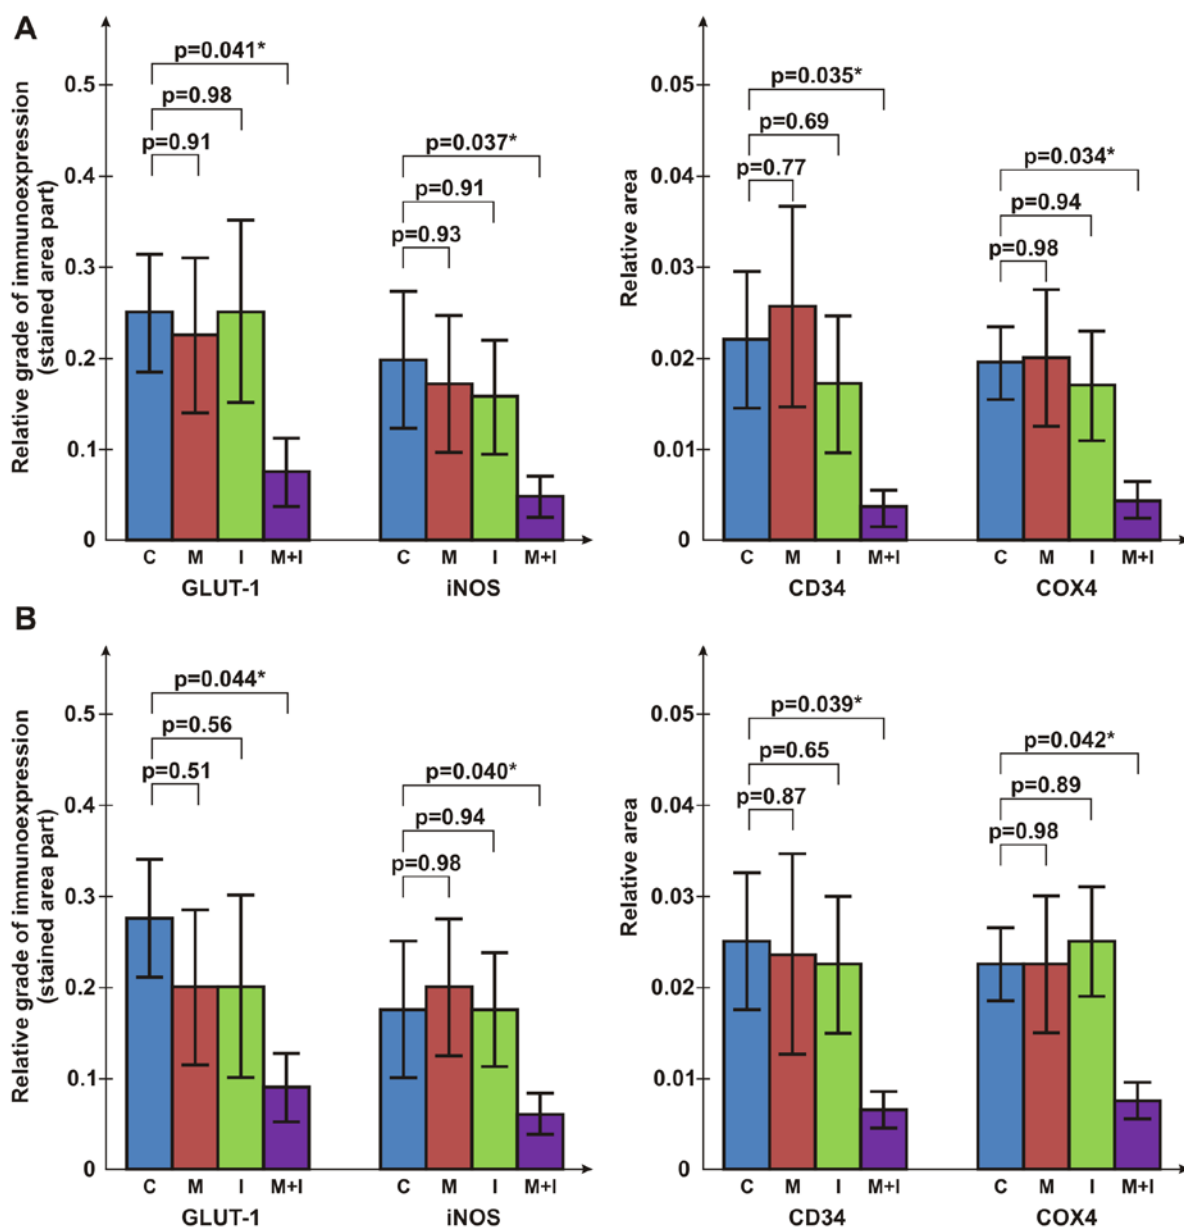 A
Relative grade of immunoexpression
(stained area part)
0.5
0.4
0.3
0.2
0.1
0
p=0.041*
p=0.98
p=0.91
p=0.037*
p=0.91
p=0.93
C M I M+I
GLUT-1
C M I M+I
iNOS
Relative area
0.05
0.04
0.03
0.02
0.01
0
p=0.035*
p=0.69
p=0.77
p=0.034*
p=0.94
p=0.98
C M I M+I
CD34
C M I M+I
COX4
B
Relative grade of immunoexpression
(stained area part)
0.5
0.4
0.3
0.2
0.1
0
p=0.044*
p=0.56
p=0.51
p=0.040*
p=0.94
p=0.98
C M I M+I
GLUT-1
C M I M+I
iNOS
Relative area
0.05
0.04
0.03
0.02
0.01
0
p=0.039*
p=0.65
p=0.87
p=0.042*
p=0.89
p=0.98
C M I M+I
CD34
C M I M+I
COX4